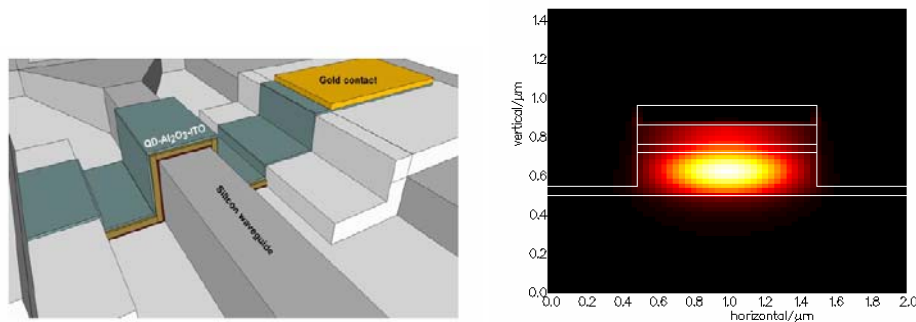 Gold contact
QD-Al₂O₃-ITO
Silicon waveguide
vertical/µm
1.4
1.2
1.0
0.8
0.6
0.4
0.2
0.0
0.0 0.2 0.4 0.6 0.8 1.0 1.2 1.4 1.6 1.8 2.0
horizontal/µm